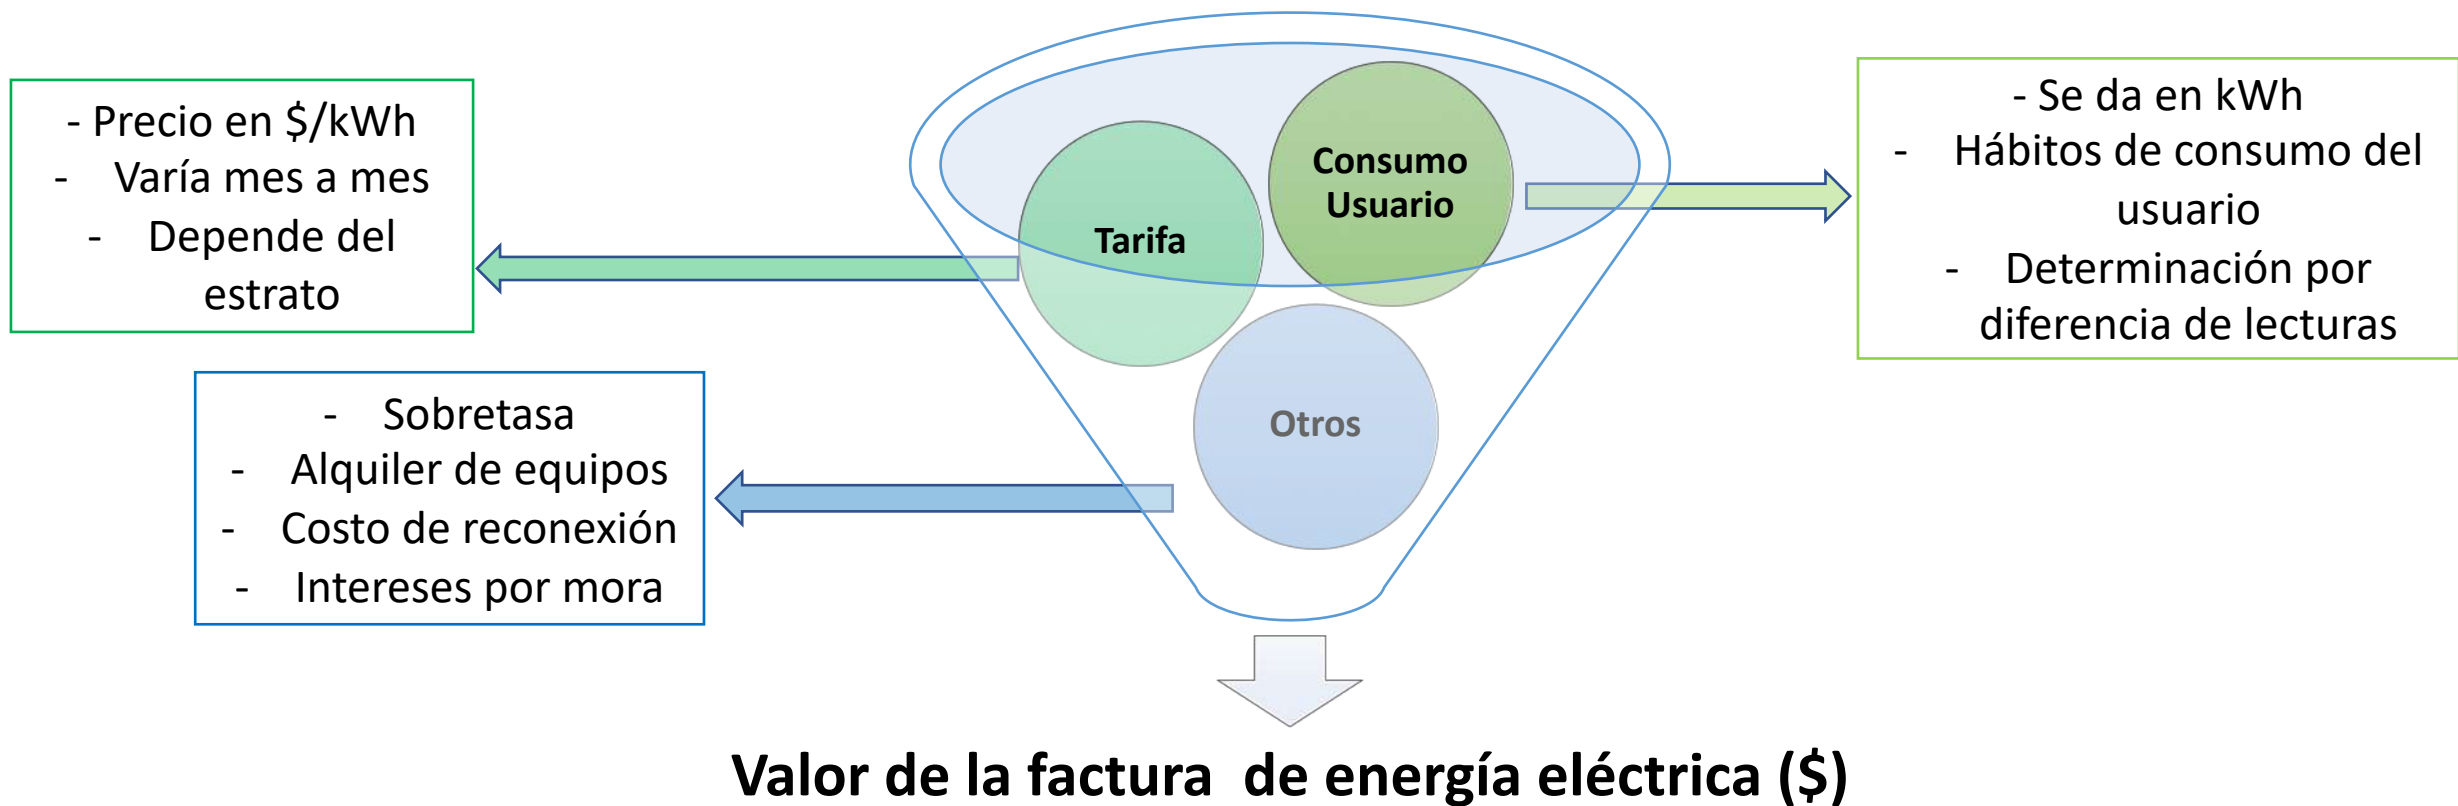 - Precio en $/kWh
- Varía mes a mes
- Depende del
estrato
Tarifa
Consumo
Usuario
- Se da en kWh
- Hábitos de consumo del
usuario
- Determinación por
diferencia de lecturas
- Sobretasa
- Alquiler de equipos
- Costo de reconexión
- Intereses por mora
Otros
Valor de la factura  de energía eléctrica ($)